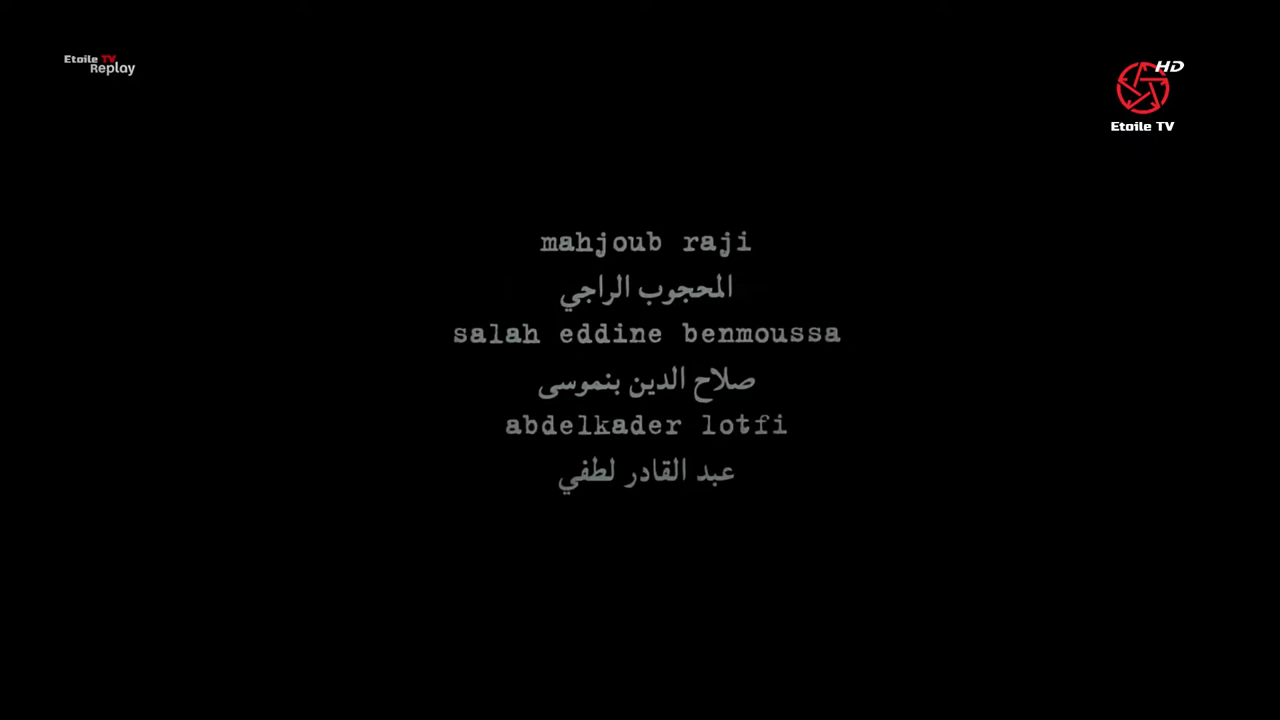 Etoile TV
Replay
HD
Etoile TV
mahjoub raji
المحجوب الراجي
salah eddine benmoussa
صلاح الدين بنموسى
abdelkader lotfi
عبد القادر لطفي